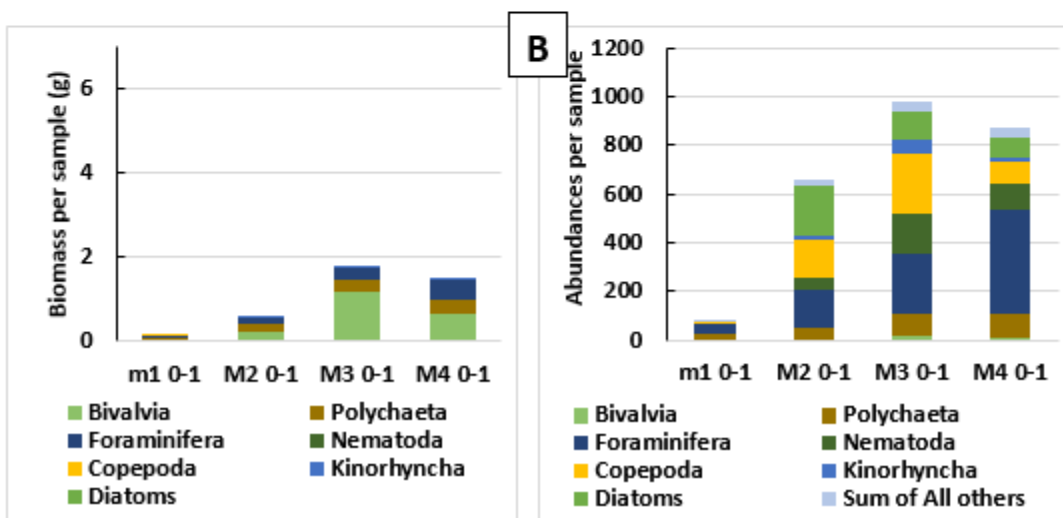 B
Biomass per sample (g)
6
4
2
0
m1 0-1 M2 0-1 M3 0-1 M4 0-1
Bivalvia Polychaeta
Foraminifera Nematoda
Copepoda Kinorhyncha
Diatoms
Abundances per sample
1200
1000
800
600
400
200
0
m1 0-1 M2 0-1 M3 0-1 M4 0-1
Bivalvia Polychaeta
Foraminifera Nematoda
Copepoda Kinorhyncha
Diatoms Sum of All others